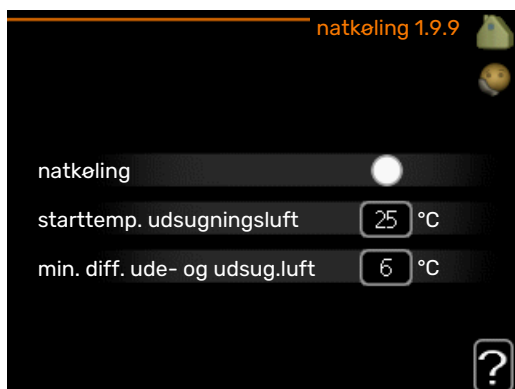 natkøling 1.9.9
natkøling
starttemp. udsugningsluft 25 °C
min. diff. ude- og udsug.luft 6 °C
?